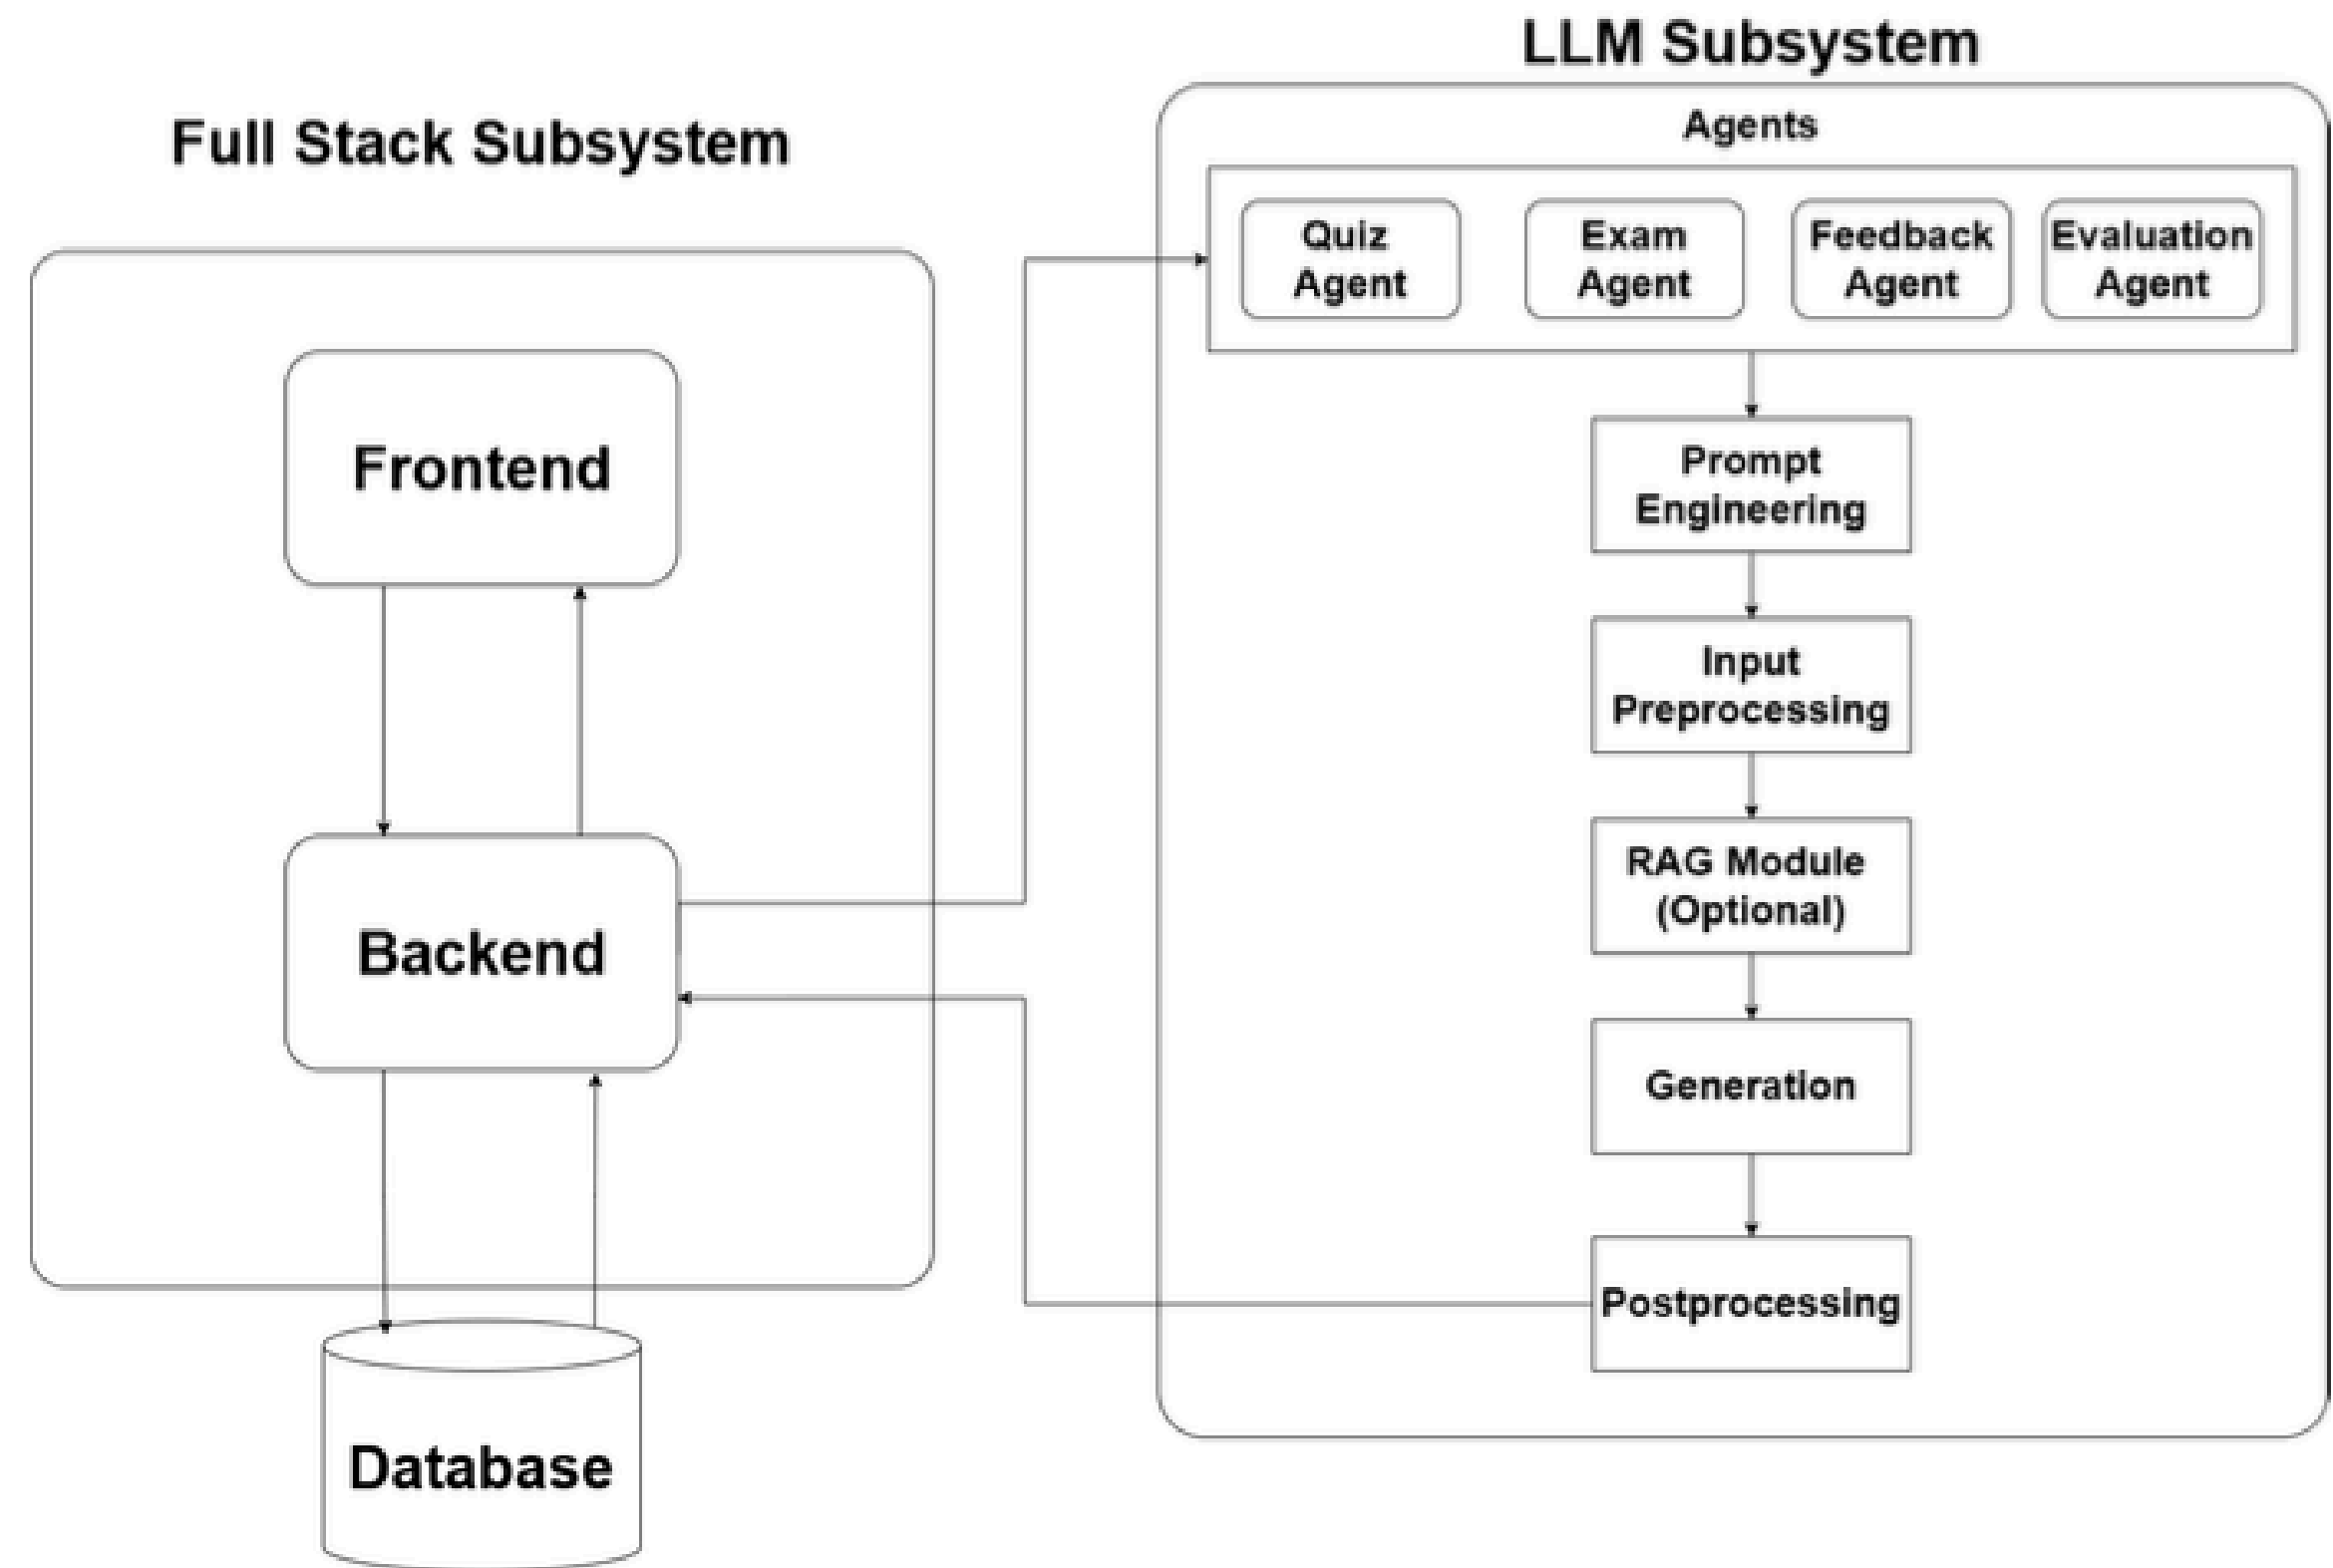 LLM Subsystem
Full Stack Subsystem
Agents
Quiz
Agent
Exam
Agent
Feedback
Agent
Evaluation
Agent
Frontend
Prompt
Engineering
Input
Preprocessing
RAG Module
(Optional)
Backend
Generation
Postprocessing
Database